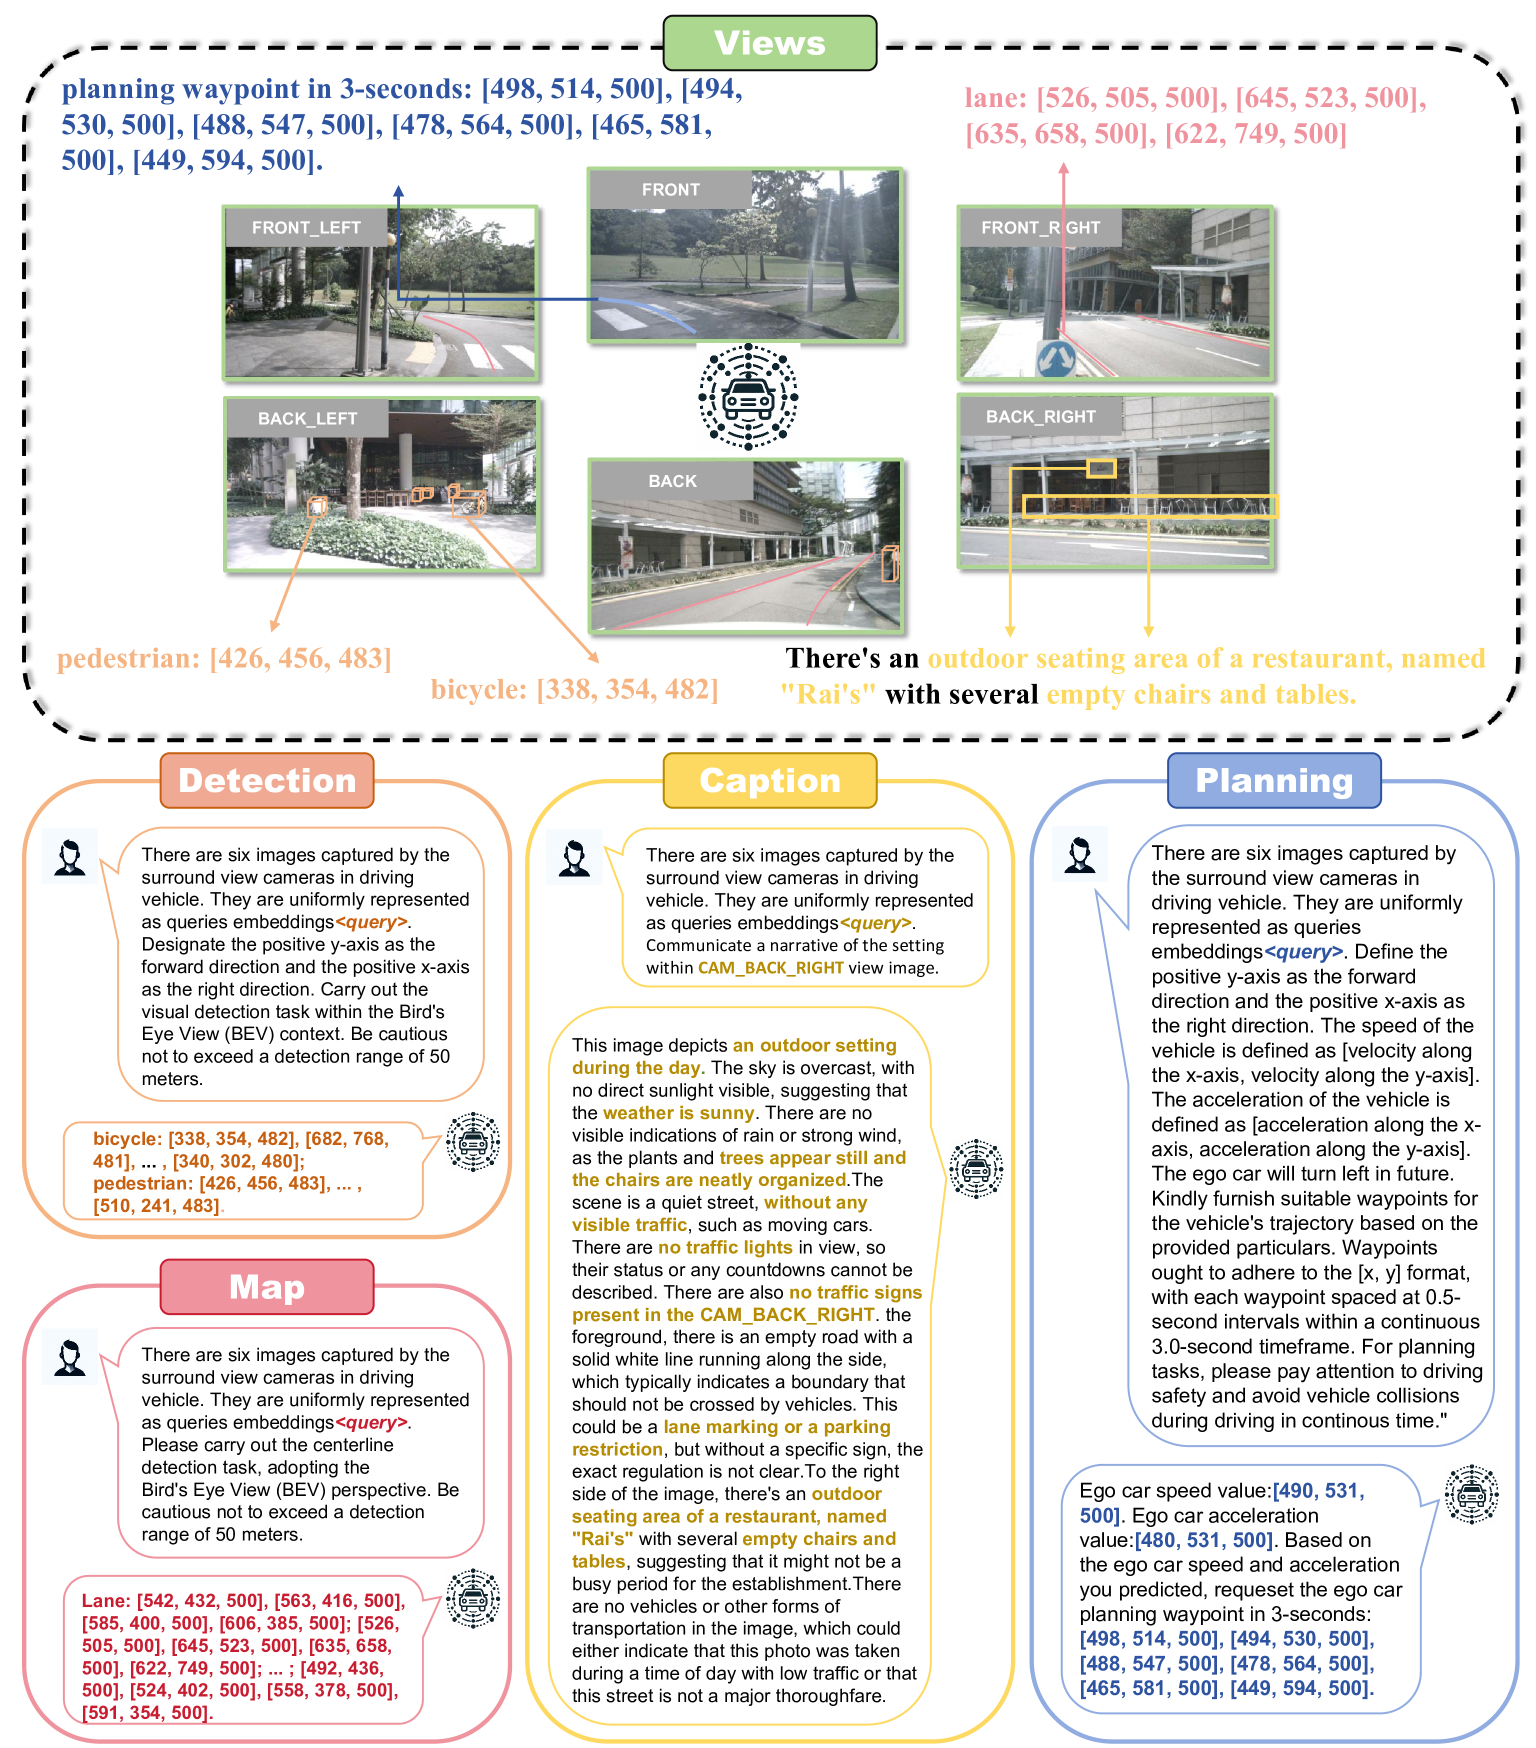 Views
planning waypoint in 3-seconds: [498, 514, 500], [494,
530, 500], [488, 547, 500], [478, 564, 500], [465, 581,
500], [449, 594, 500].
lane: [526, 505, 500], [645, 523, 500],
[635, 658, 500], [622, 749, 500]
FRONT_LEFT
FRONT
FRONT_RIGHT
BACK_LEFT
BACK
BACK_RIGHT
pedestrian: [426, 456, 483]
bicycle: [338, 354, 482]
There's an outdoor seating area of a restaurant, named
"Rai's" with several empty chairs and tables.
Detection
There are six images captured by the
surround view cameras in driving
vehicle. They are uniformly represented
as queries embeddings<query>.
Designate the positive y-axis as the
forward direction and the positive x-axis
as the right direction. Carry out the
visual detection task within the Bird's
Eye View (BEV) context. Be cautious
not to exceed a detection range of 50
meters.
bicycle: [338, 354, 482], [682, 768,
481], ... , [340, 302, 480];
pedestrian: [426, 456, 483], ... ,
[510, 241, 483].
Map
There are six images captured by the
surround view cameras in driving
vehicle. They are uniformly represented
as queries embeddings<query>.
Please carry out the centerline
detection task, adopting the
Bird's Eye View (BEV) perspective. Be
cautious not to exceed a detection
range of 50 meters.
Lane: [542, 432, 500], [563, 416, 500],
[585, 400, 500], [606, 385, 500]; [526,
505, 500], [645, 523, 500], [635, 658,
500], [622, 749, 500]; ... ; [492, 436,
500], [524, 402, 500], [558, 378, 500],
[591, 354, 500].
Caption
There are six images captured by the
surround view cameras in driving
vehicle. They are uniformly represented
as queries embeddings<query>.
Communicate a narrative of the setting
within CAM_BACK_RIGHT view image.
This image depicts an outdoor setting
during the day. The sky is overcast, with
no direct sunlight visible, suggesting that
the weather is sunny. There are no
visible indications of rain or strong wind,
as the plants and trees appear still and
the chairs are neatly organized.The
scene is a quiet street, without any
visible traffic, such as moving cars.
There are no traffic lights in view, so
their status or any countdowns cannot be
described. There are also no traffic signs
present in the CAM_BACK_RIGHT. the
foreground, there is an empty road with a
solid white line running along the side,
which typically indicates a boundary that
should not be crossed by vehicles. This
could be a lane marking or a parking
restriction, but without a specific sign, the
exact regulation is not clear.To the right
side of the image, there's an outdoor
seating area of a restaurant, named
"Rai's" with several empty chairs and
tables, suggesting that it might not be a
busy period for the establishment.There
are no vehicles or other forms of
transportation in the image, which could
either indicate that this photo was taken
during a time of day with low traffic or that
this street is not a major thoroughfare.
Planning
There are six images captured by
the surround view cameras in
driving vehicle. They are uniformly
represented as queries
embeddings<query>. Define the
positive y-axis as the forward
direction and the positive x-axis as
the right direction. The speed of the
vehicle is defined as [velocity along
the x-axis, velocity along the y-axis].
The acceleration of the vehicle is
defined as [acceleration along the x-
axis, acceleration along the y-axis].
The ego car will turn left in future.
Kindly furnish suitable waypoints for
the vehicle's trajectory based on the
provided particulars. Waypoints
ought to adhere to the [x, y] format,
with each waypoint spaced at 0.5-
second intervals within a continuous
3.0-second timeframe. For planning
tasks, please pay attention to driving
safety and avoid vehicle collisions
during driving in continous time."
Ego car speed value:[490, 531,
500]. Ego car acceleration
value:[480, 531, 500]. Based on
the ego car speed and acceleration
you predicted, requeset the ego car
planning waypoint in 3-seconds:
[498, 514, 500], [494, 530, 500],
[488, 547, 500], [478, 564, 500],
[465, 581, 500], [449, 594, 500].